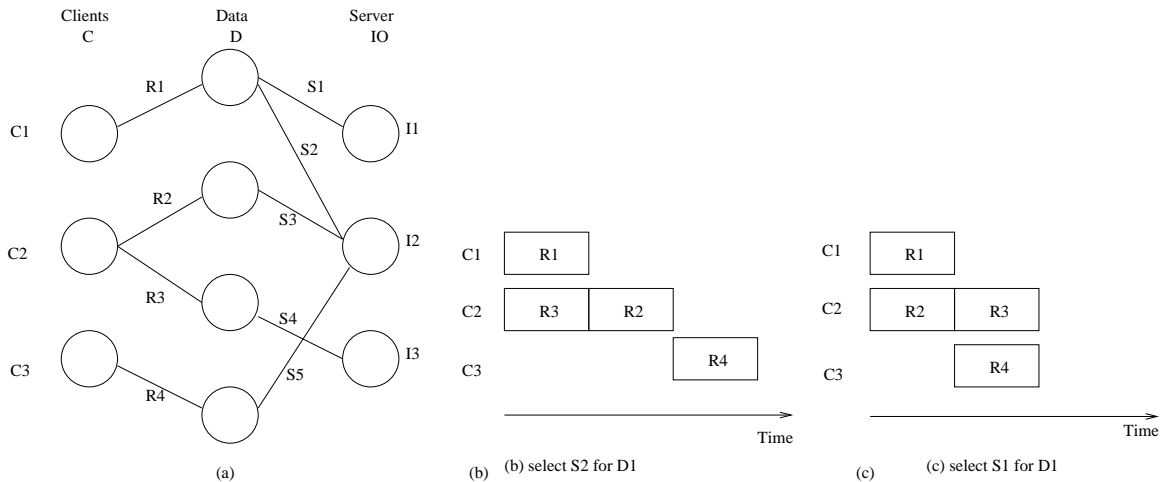 Clients
C
Data
D
Server
IO
R1
S1
C1
I1
S2
R2
S3
C2
I2
R3
S4
C3
I3
R4
S5
(a)
C1
R1
C2
R3
R2
C3
R4
Time
(b)
(b) select S2 for D1
C1
R1
C2
R2
R3
C3
R4
Time
(c)
(c) select S1 for D1